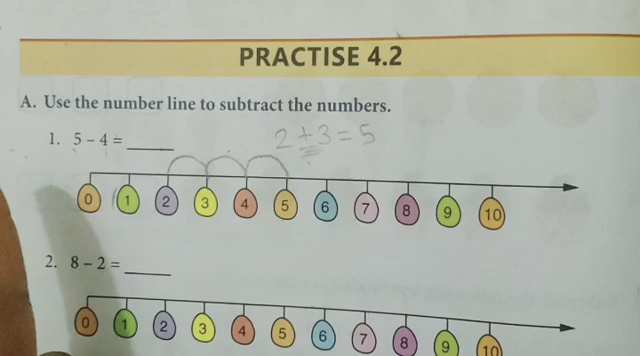 PRACTISE 4.2
A. Use the number line to subtract the numbers.
1. 5 – 4 = ____
2 + 3 = 5
0 1 2 3 4 5 6 7 8 9 10
2. 8 – 2 = ____
0 1 2 3 4 5 6 7 8 9 10